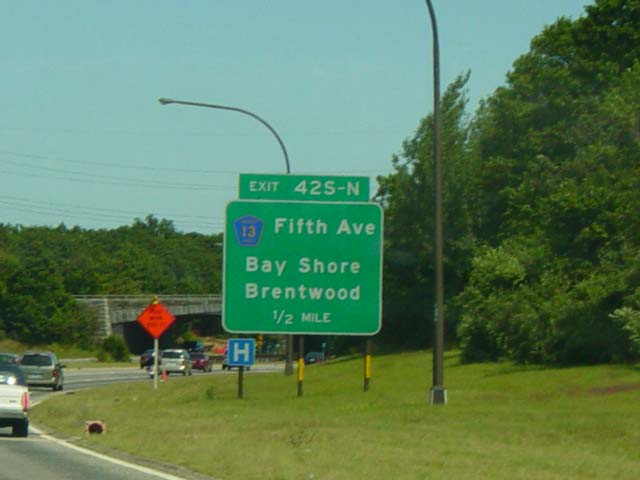 EXIT 42S-N
13
Fifth Ave
Bay Shore
Brentwood
1/2 MILE
H